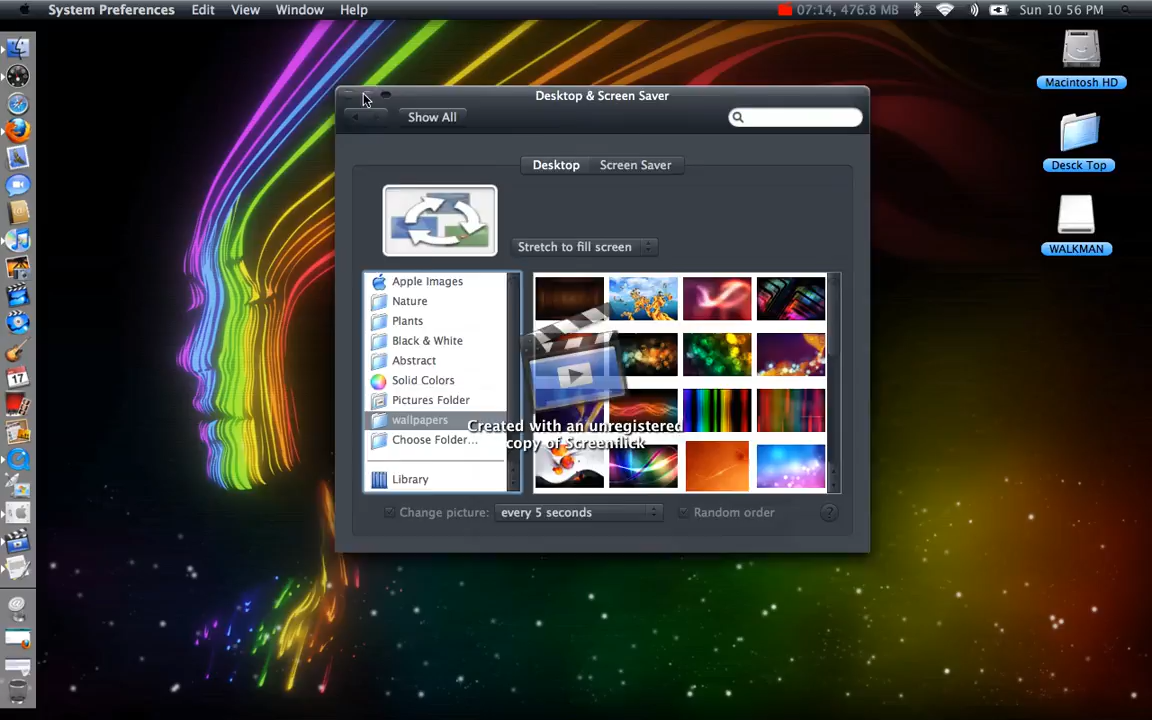 System Preferences Edit View Window Help
07:14, 476.8 MB Sun 10 56 PM
Desktop & Screen Saver
Show All
Desktop Screen Saver
Stretch to fill screen
Apple Images
Nature
Plants
Black & White
Abstract
Solid Colors
Pictures Folder
wallpapers
Choose Folder...
Library
Created with an unregistered
copy of Screenflick
Change picture: every 5 seconds Random order ?
Macintosh HD
Desck Top
WALKMAN
17